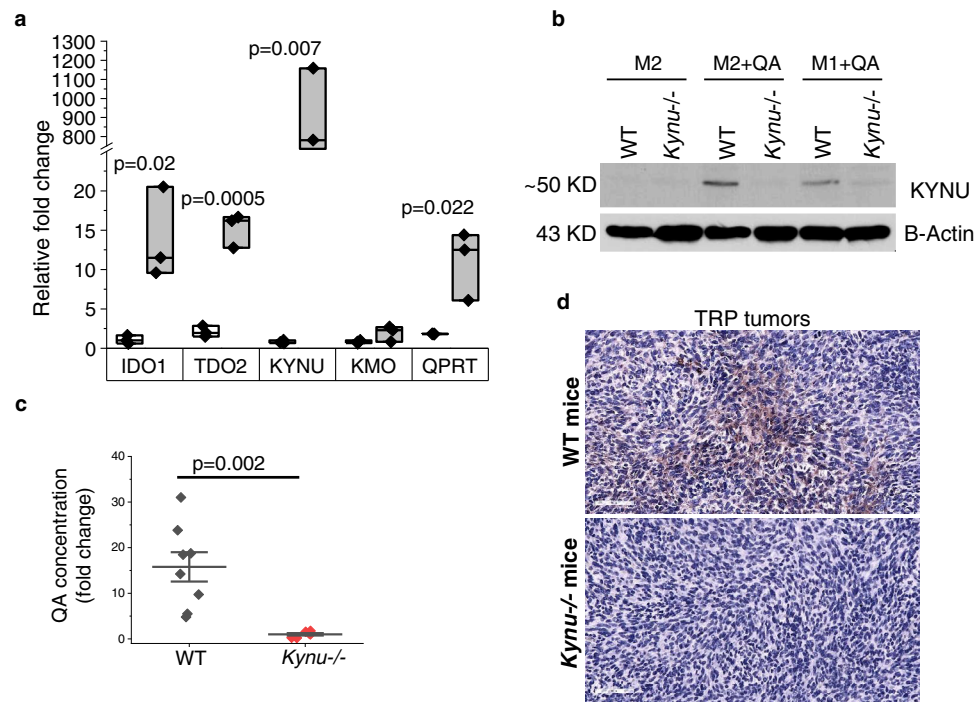 a
Relative fold change
1300
1200
1100
1000
900
800
20
15
10
5
0
p=0.02
p=0.0005
p=0.007
p=0.022
IDO1 TDO2 KYNU KMO QPRT
b
M2 M2+QA M1+QA
WT Kynu-/- WT Kynu-/- WT Kynu-/-
~50 KD KYNU
43 KD B-Actin
c
QA concentration
(fold change)
40
30
20
10
0
p=0.002
WT Kynu-/-
d
TRP tumors
WT mice
Kynu-/- mice